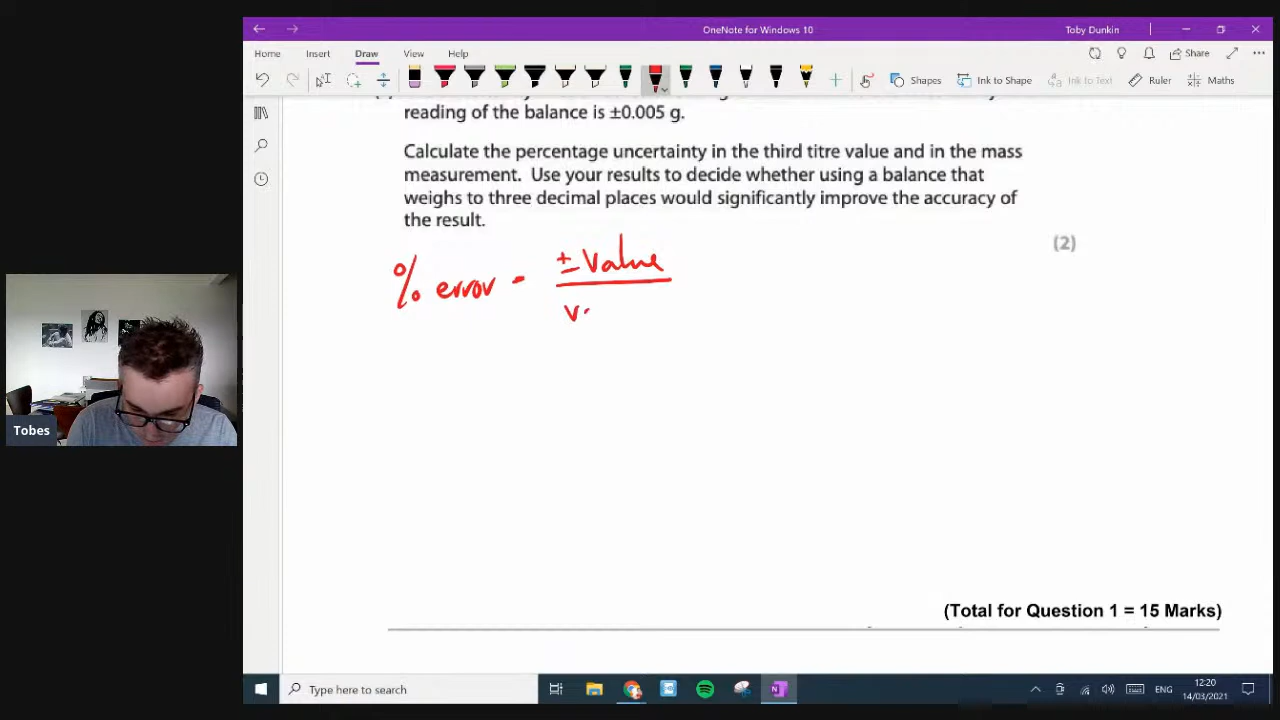 OneNote for Windows 10
Toby Dunkin
Home Insert Draw View Help
Share
Shapes Ink to Shape Ink to Text Ruler Maths
reading of the balance is ±0.005 g.
Calculate the percentage uncertainty in the third titre value and in the mass
measurement. Use your results to decide whether using a balance that
weighs to three decimal places would significantly improve the accuracy of
the result.
(2)
% error = ± value
v
Tobes
(Total for Question 1 = 15 Marks)
Type here to search
ENG
12:20
14/03/2021